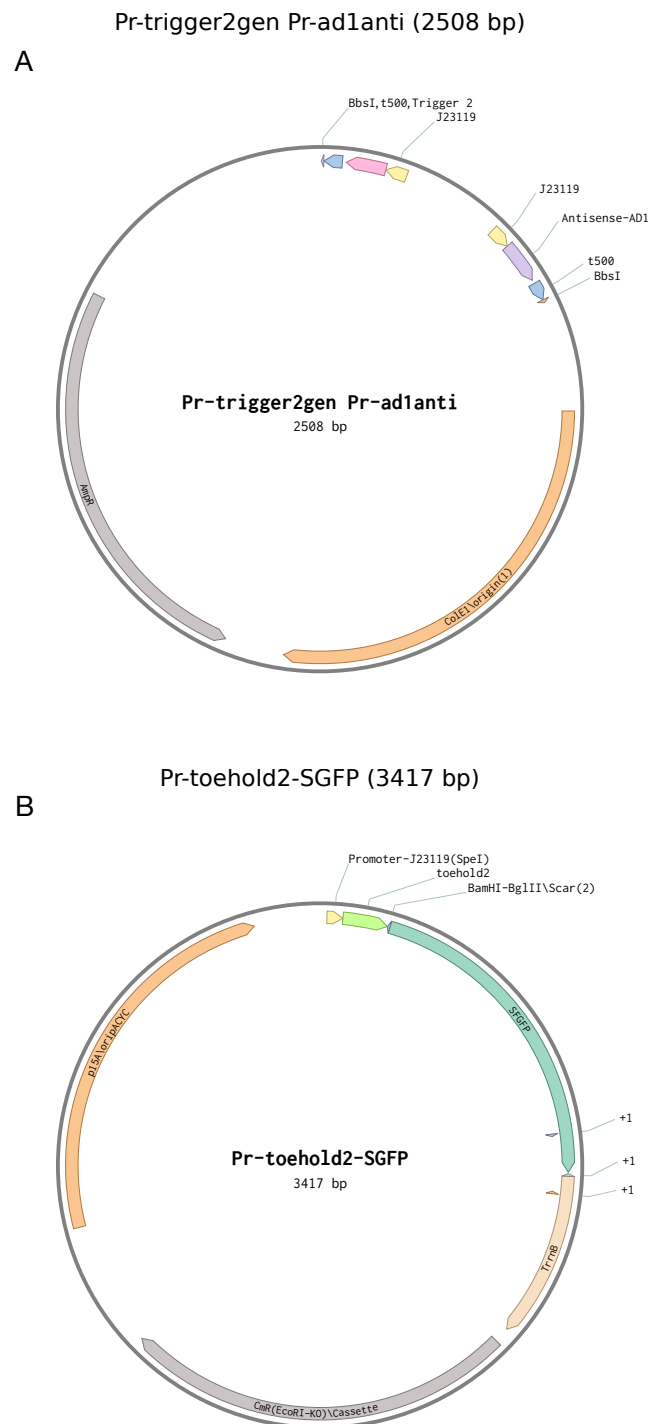 Pr-trigger2gen Pr-ad1anti (2508 bp)
A
BbsI,t500,Trigger 2
J23119
J23119
Antisense-AD1
t500
BbsI
Pr-trigger2gen Pr-ad1anti
2508 bp
AmpR
ColE1\origin(1)
Pr-toehold2-SGFP (3417 bp)
B
Promoter-J23119(SpeI)
toehold2
BamHI-BglII\Scar(2)
SFGFP
p15A\oripACYC
+1
Pr-toehold2-SGFP
+1
3417 bp
+1
TrrnB
CmR(EcoRI-KO)\Cassette